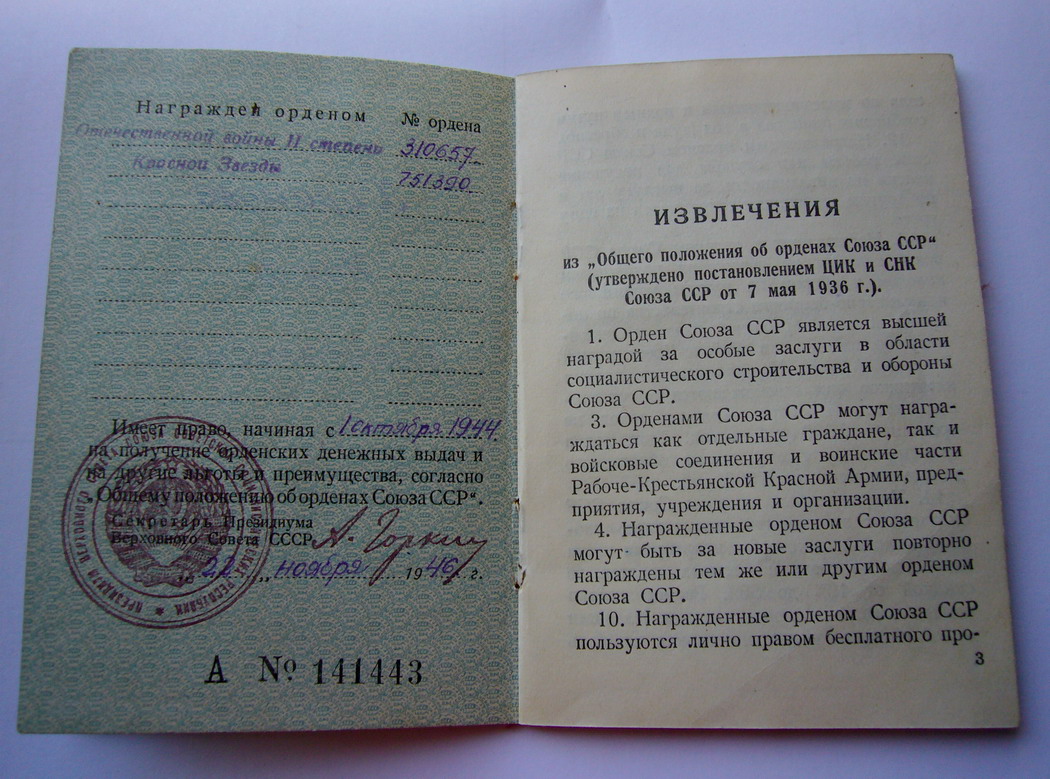 Награжден орденом
№ ордена
Отечественной войны II степени 310657
Красной Звезды 751390
Имеет право, начиная с 1 октября 1944
на получение орденских денежных выдач и
на другие льготы и преимущества, согласно
„Общему положению об орденах Союза ССР“.
Секретарь Президиума
Верховного Совета СССР А. Горкин
22 „ ноября 1946 г.
А № 141443
ИЗВЛЕЧЕНИЯ
из „Общего положения об орденах Союза ССР“
(утверждено постановлением ЦИК и СНК
Союза ССР от 7 мая 1936 г.).
1. Орден Союза ССР является высшей
наградой за особые заслуги в области
социалистического строительства и обороны
Союза ССР.
3. Орденами Союза ССР могут награ-
ждаться как отдельные граждане, так и
войсковые соединения и воинские части
Рабоче-Крестьянской Красной Армии, пред-
приятия, учреждения и организации.
4. Награжденные орденом Союза ССР
могут быть за новые заслуги повторно
награждены тем же или другим орденом
Союза ССР.
10. Награжденные орденом Союза ССР
пользуются лично правом бесплатного про-
3